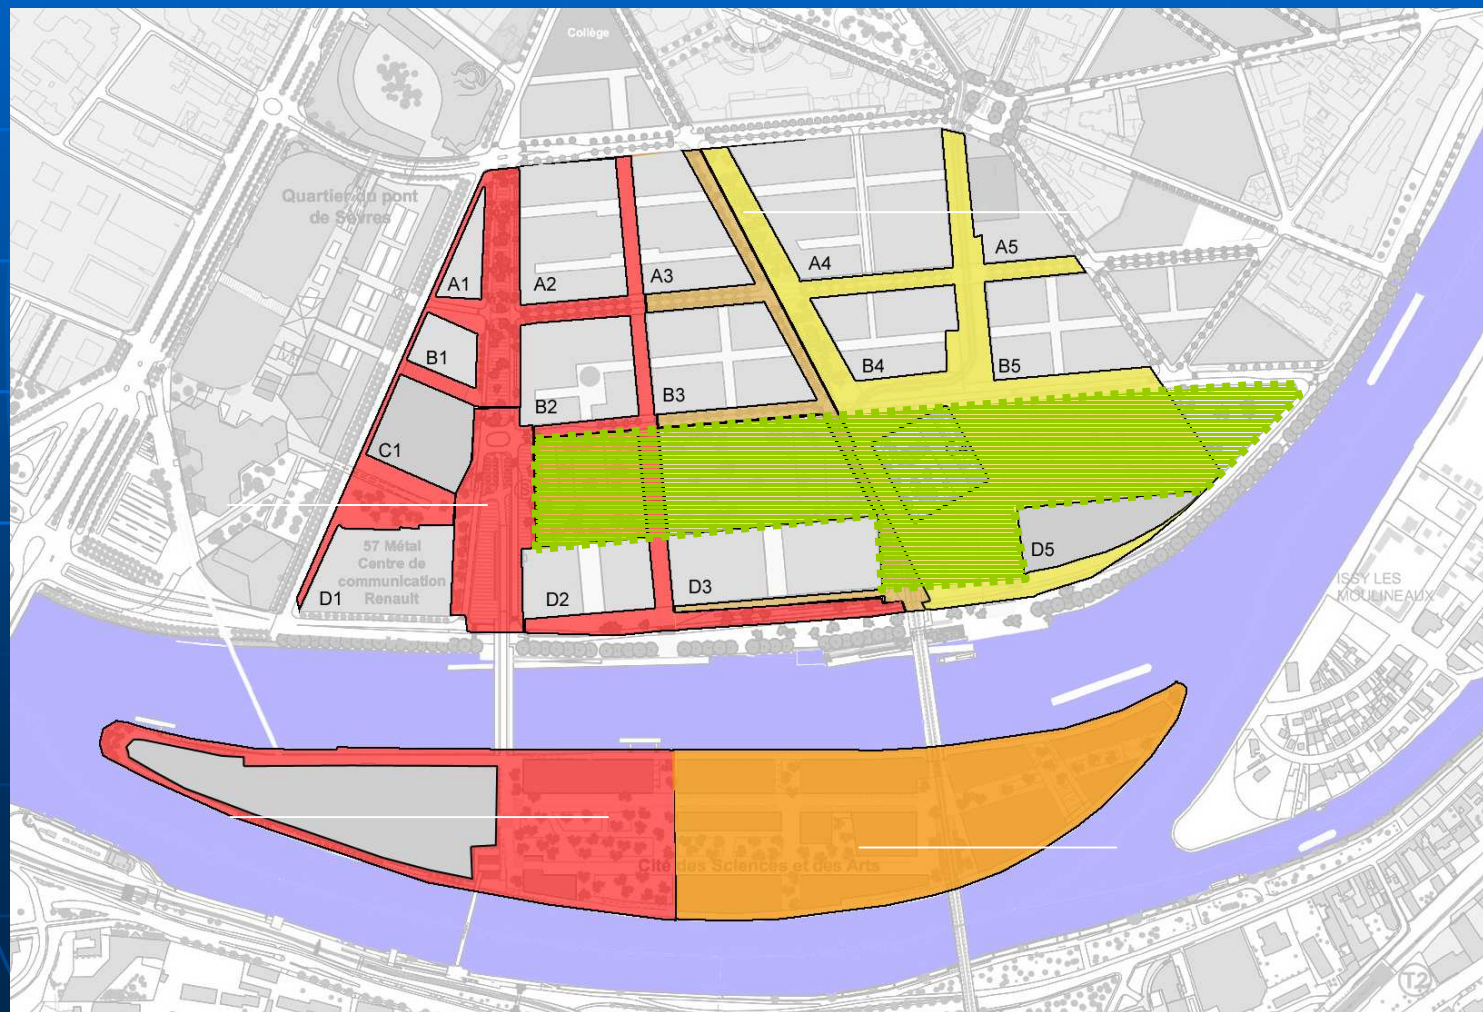 Collège
Quartier du pont
de Sèvres
A1
A2
A3
A4
A5
B1
B2
B3
B4
B5
C1
57 Métal
Centre de
communication
Renault
D1
D2
D3
D5
ISSY LES
MOULINEAUX
Cité des Sciences et des Arts
T2